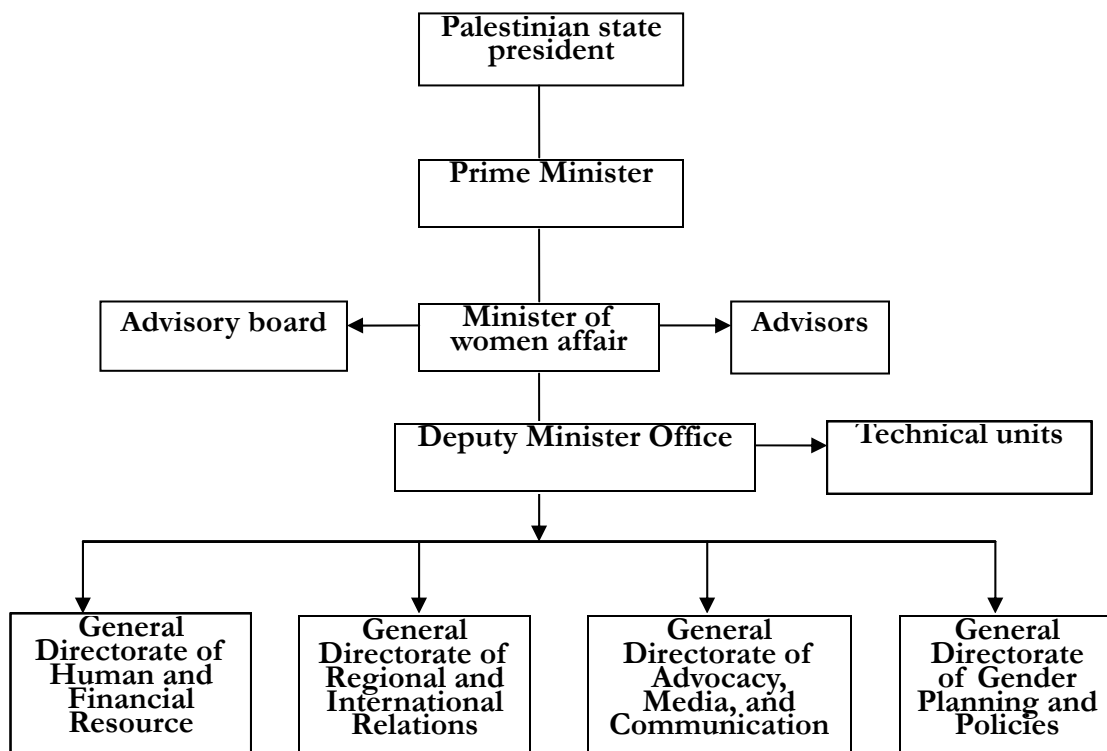 Palestinian state
president
Prime Minister
Advisory board
Minister of
women affair
Advisors
Deputy Minister Office
Technical units
General
Directorate of
Human and
Financial
Resource
General
Directorate of
Regional and
International
Relations
General
Directorate of
Advocacy,
Media, and
Communication
General
Directorate
of Gender
Planning and
Policies